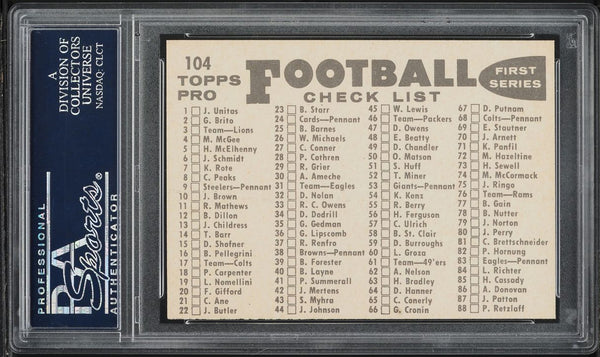 A
DIVISION OF
COLLECTORS
UNIVERSE
NASDAQ: CLCT
PROFESSIONAL
PSA
Sports®
AUTHENTICATOR
104
TOPPS
PRO
FOOTBALL
CHECK LIST
FIRST
SERIES
1 J. Unitas
2 G. Brito
3 Team—Lions
4 M. McGee
5 H. McElhenny
6 J. Schmidt
7 K. Rote
8 C. Peaks
9 Steelers-Pennant
10 J. Brown
11 R. Mathews
12 B. Dillon
13 J. Childress
14 T. Barr
15 D. Shofner
16 B. Pellegrini
17 Team—Colts
18 P. Carpenter
19 L. Nomellini
20 F. Gifford
21 C. Ane
22 J. Butler
23 B. Starr
24 Cards—Pennant
25 B. Barnes
26 W. Michaels
27 C. Conner
28 P. Cothren
29 R. Grier
30 A. Ameche
31 Team—Eagles
32 D. Nolan
33 R. C. Owens
34 D. Dodrill
35 G. Gedman
36 G. Lipscomb
37 R. Renfro
38 Browns—Pennant
39 B. Forrester
40 B. Layne
41 P. Summerall
42 J. Mertens
43 S. Myhra
44 J. Johnson
45 W. Lewis
46 Team—Packers
47 D. Owens
48 E. Beatty
49 D. Chandler
50 O. Matson
51 S. Huff
52 T. Miner
53 Giants—Pennant
54 K. Konz
55 R. Berry
56 H. Ferguson
57 C. Ulrich
58 B. St. Clair
59 D. Burroughs
60 L. Groza
61 Team—49'ers
62 A. Nelson
63 H. Bradley
64 D. Hanner
65 C. Conerly
66 G. Cronin
67 D. Putnam
68 Colts—Pennant
69 E. Stautner
70 J. Arnett
71 K. Panfil
72 M. Hazeltine
73 H. Sewell
74 M. McCormack
75 J. Ringo
76 Team—Rams
77 B. Gain
78 B. Nutter
79 J. Norton
80 J. Perry
81 C. Brettschneider
82 P. Hornung
83 Eagles—Pennant
84 L. Richter
85 H. Cassady
86 A. Donovan
87 J. Patton
88 P. Retzlaff